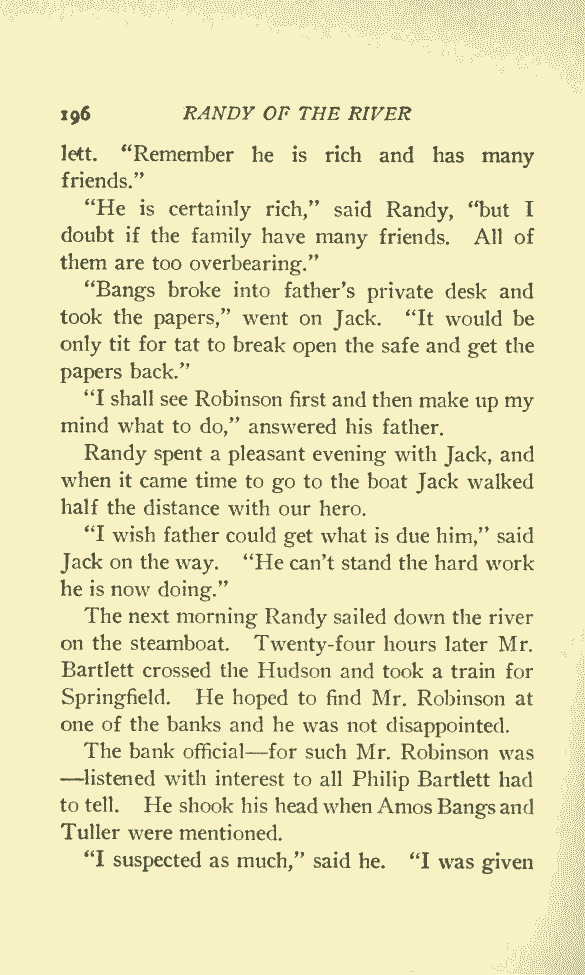 196 RANDY OF THE RIVER
lett. "Remember he is rich and has many
friends."
"He is certainly rich," said Randy, "but I
doubt if the family have many friends. All of
them are too overbearing."
"Bangs broke into father's private desk and
took the papers," went on Jack. "It would be
only tit for tat to break open the safe and get the
papers back."
"I shall see Robinson first and then make up my
mind what to do," answered his father.
Randy spent a pleasant evening with Jack, and
when it came time to go to the boat Jack walked
half the distance with our hero.
"I wish father could get what is due him," said
Jack on the way. "He can't stand the hard work
he is now doing."
The next morning Randy sailed down the river
on the steamboat. Twenty-four hours later Mr.
Bartlett crossed the Hudson and took a train for
Springfield. He hoped to find Mr. Robinson at
one of the banks and he was not disappointed.
The bank official—for such Mr. Robinson was
—listened with interest to all Philip Bartlett had
to tell. He shook his head when Amos Bangs and
Tuller were mentioned.
"I suspected as much," said he. "I was given